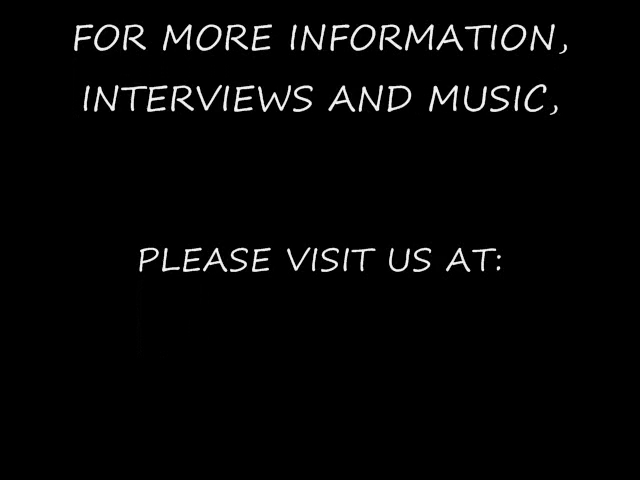 FOR MORE INFORMATION,
INTERVIEWS AND MUSIC,
PLEASE VISIT US AT: